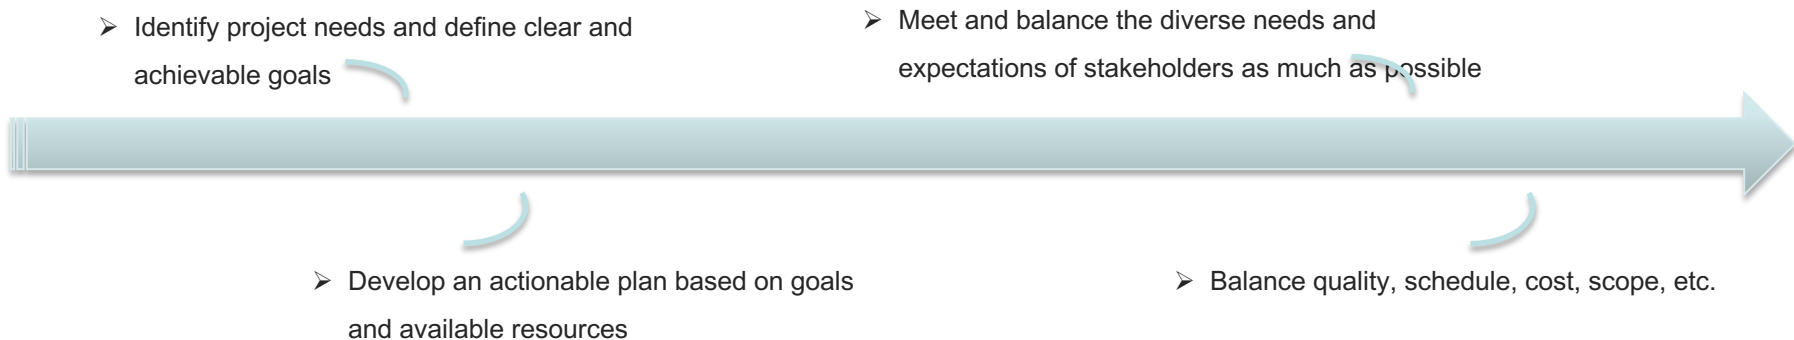 ➢ Identify project needs and define clear and
achievable goals
➢ Meet and balance the diverse needs and
expectations of stakeholders as much as possible
➢ Develop an actionable plan based on goals
and available resources
➢ Balance quality, schedule, cost, scope, etc.